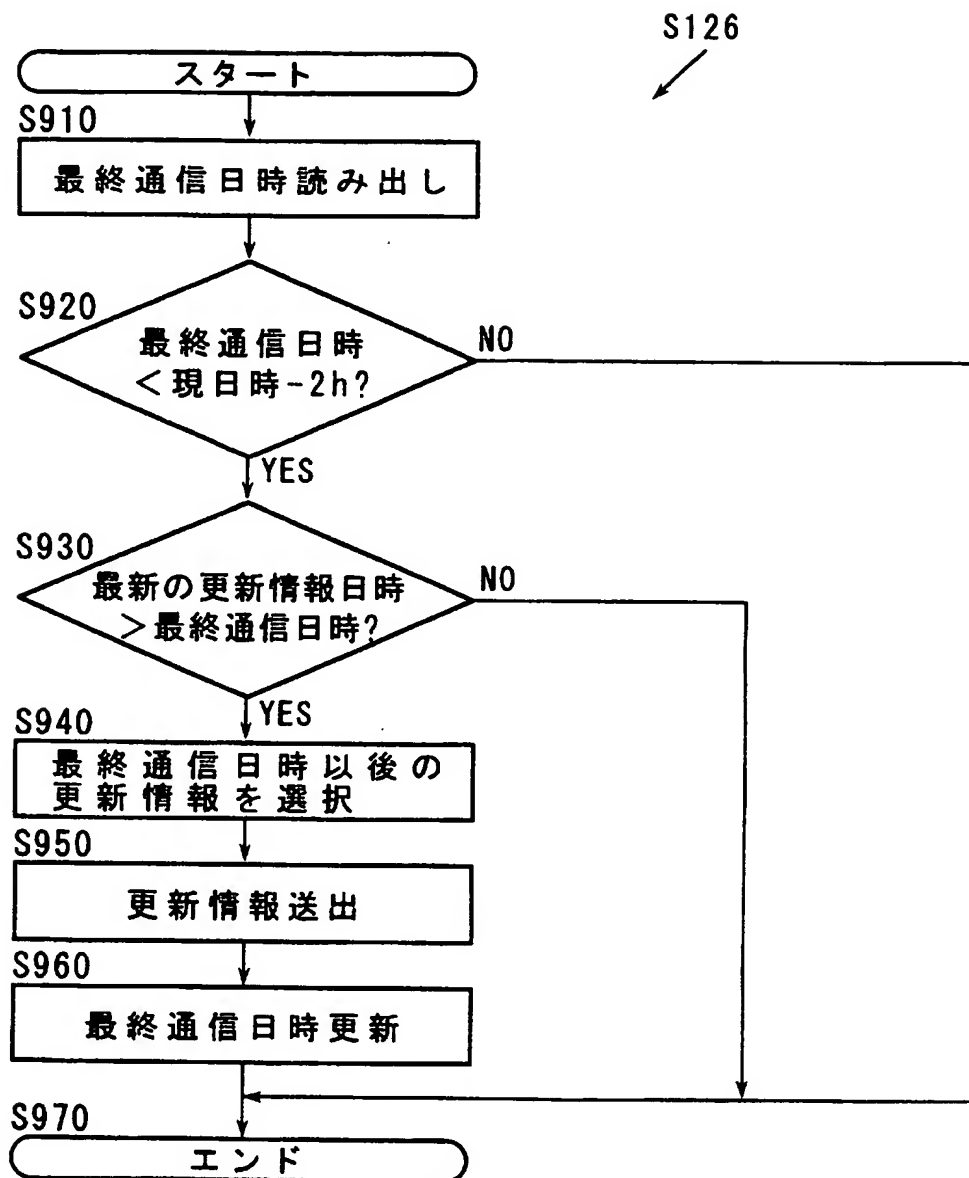 S126
スタート
S910
最終通信日時読み出し
S920
最終通信日時
<現日時-2h?
NO
YES
S930
最新の更新情報日時
>最終通信日時?
NO
YES
S940
最終通信日時以後の
更新情報を選択
S950
更新情報送出
S960
最終通信日時更新
S970
エンド